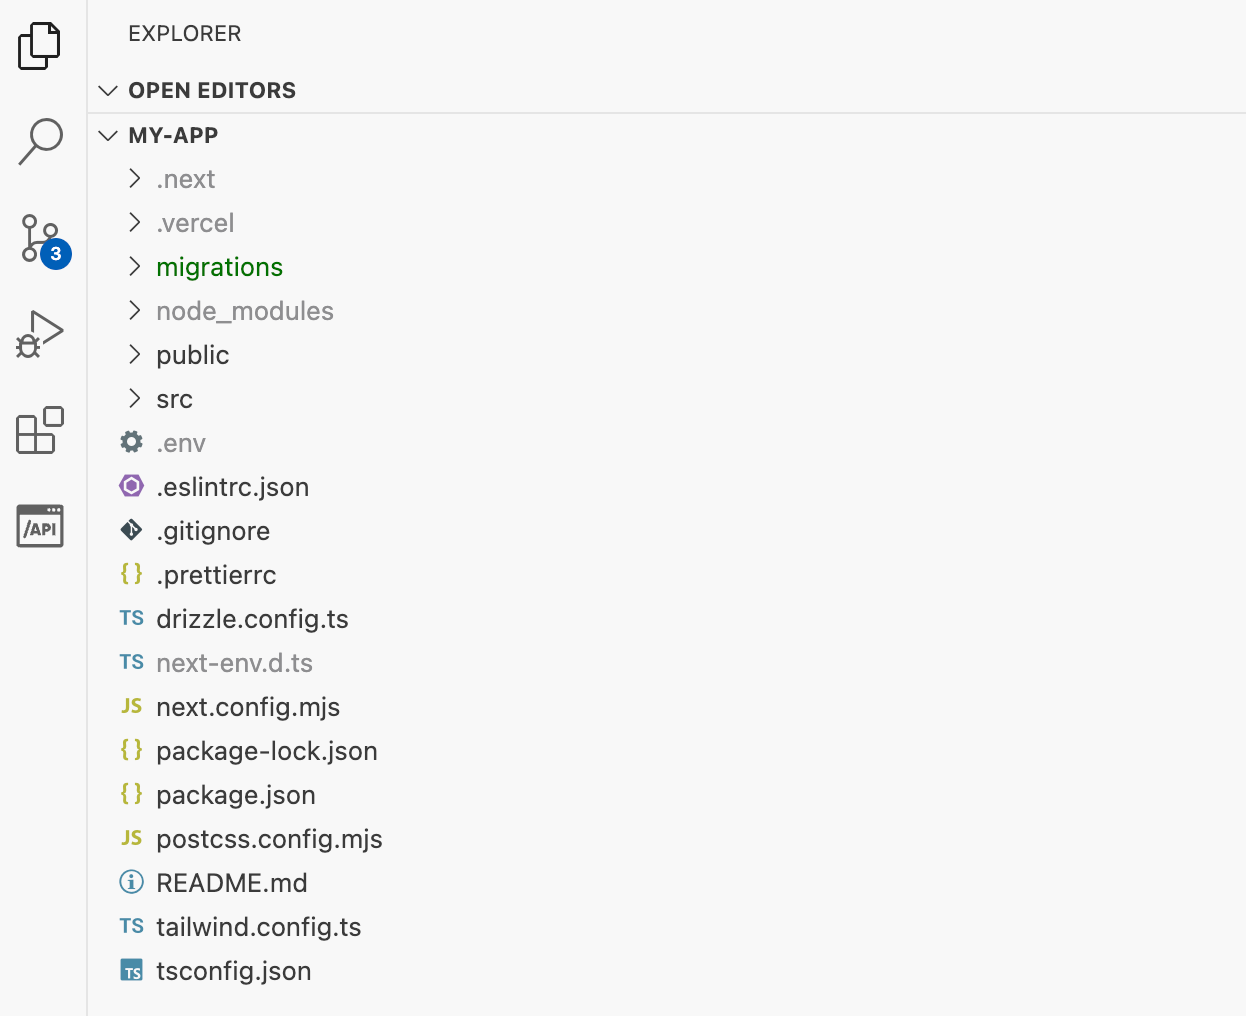 EXPLORER
OPEN EDITORS
MY-APP
.next
.vercel
3
migrations
node_modules
public
src
.env
.eslintrc.json
/API
.gitignore
{} .prettierrc
TS drizzle.config.ts
TS next-env.d.ts
JS next.config.mjs
{} package-lock.json
{} package.json
JS postcss.config.mjs
i README.md
TS tailwind.config.ts
TS tsconfig.json